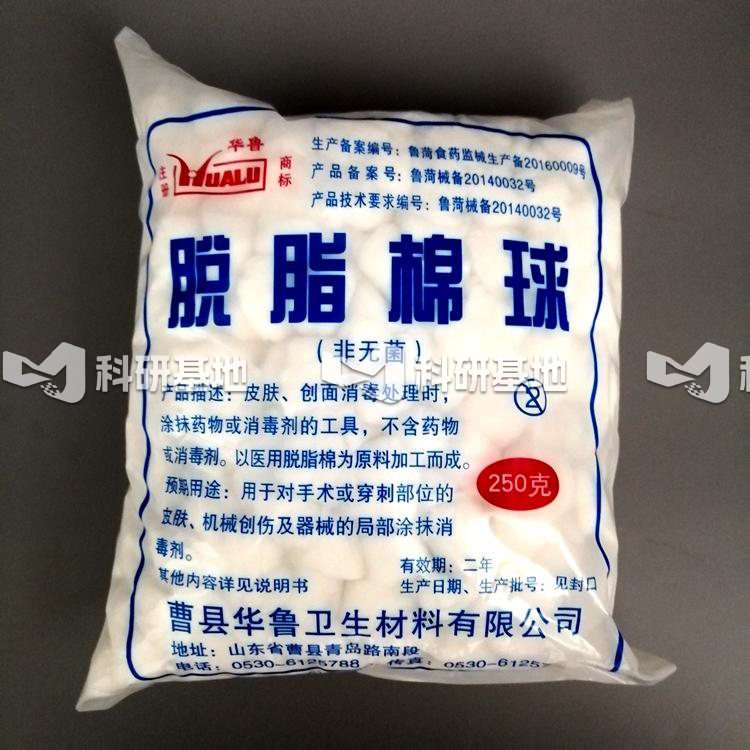 华鲁
注册
HUALU
商标
生产备案编号：鲁菏食药监械生产备20160009号
产品备案号：鲁菏械备20140032号
产品技术要求编号：鲁菏械备20140032号
脱脂棉球
（非无菌）
科研基地
科研基地
科研基地
产品描述：皮肤、创面消毒处理时，
涂抹药物或消毒剂的工具，不含药物
或消毒剂。以医用脱脂棉为原料加工而成。
2
250克
预期用途：用于对手术或穿刺部位的
皮肤、机械创伤及器械的局部涂抹消
毒剂。
有效期：二年
其他内容详见说明书
生产日期、生产批号：见封口
曹县华鲁卫生材料有限公司
地址：山东省曹县青岛路南段
电话：0530-6125788 传真：0530-6125